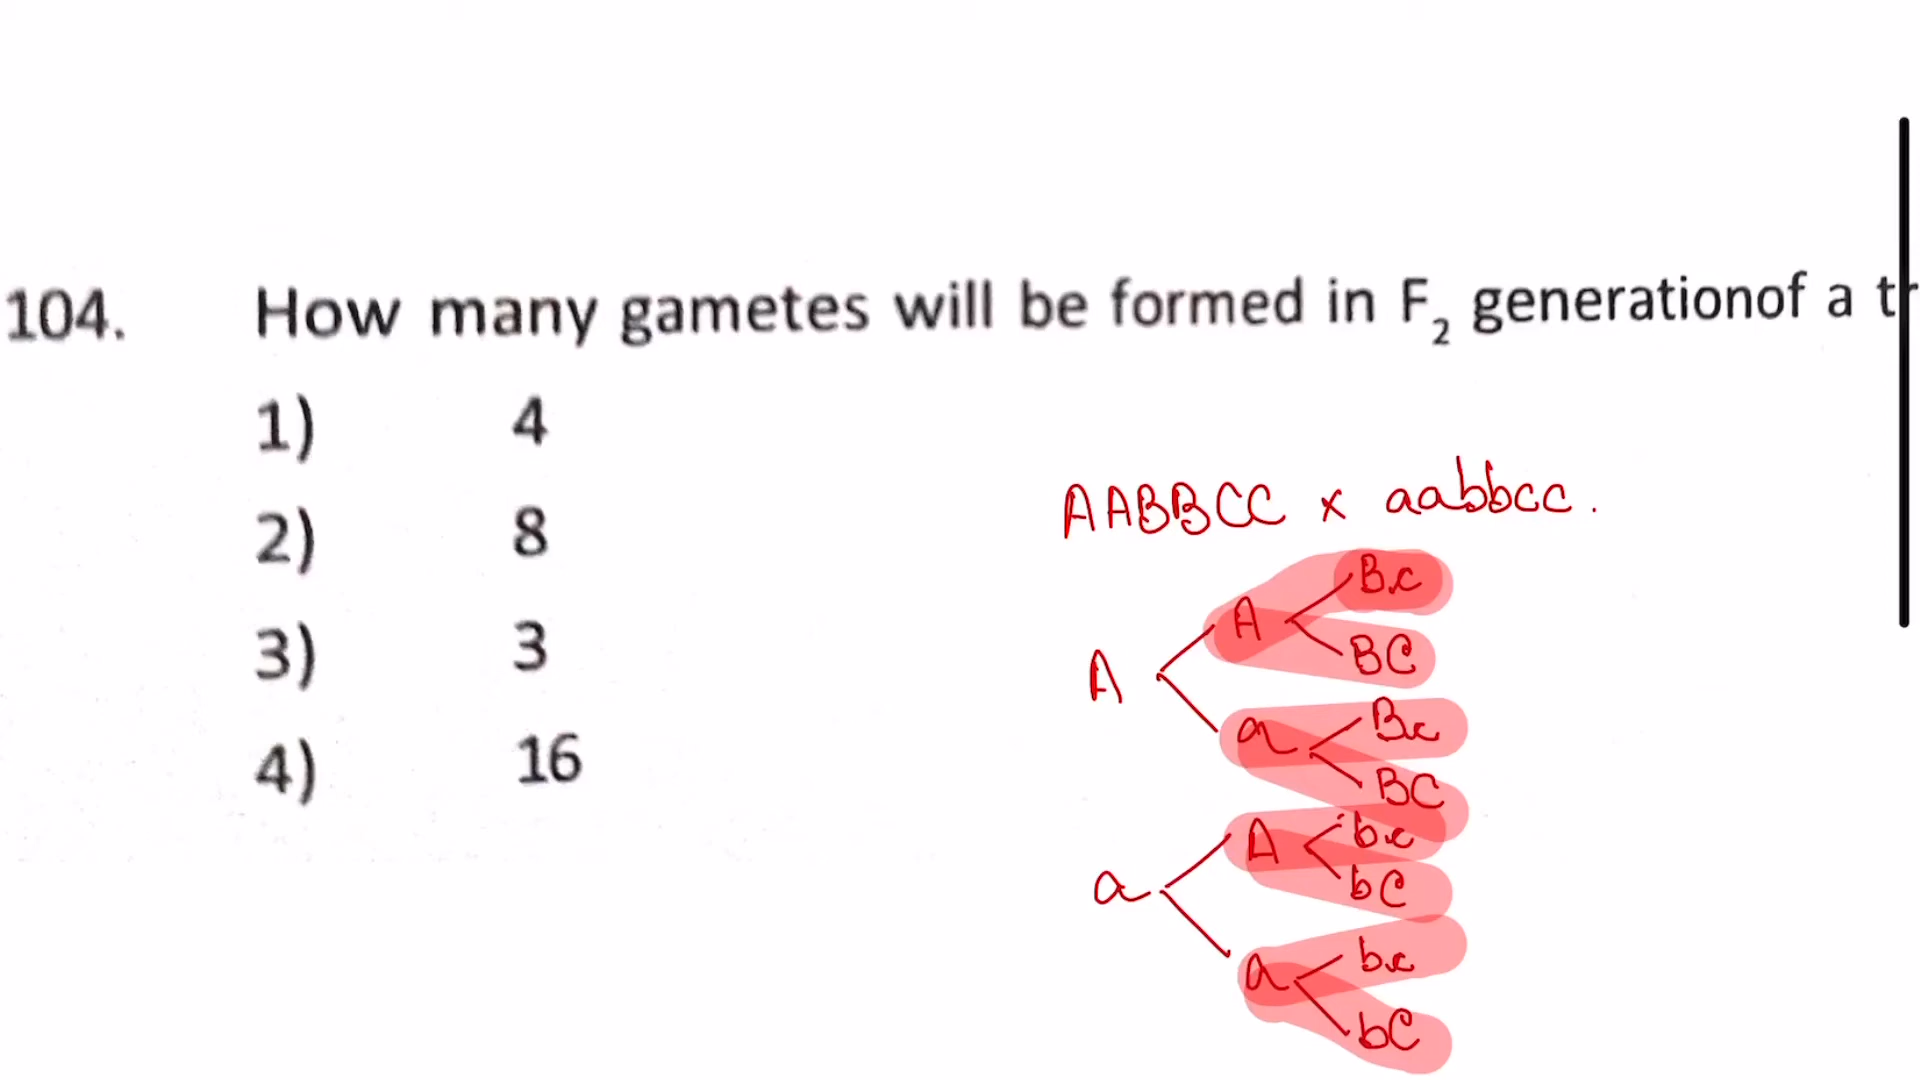 104. How many gametes will be formed in F₂ generationof a
1) 4
2) 8
3) 3
4) 16
AABBCC x aabbcc.
A A Bc
BC
a Bc
BC
a A bc
bC
a bc
bC